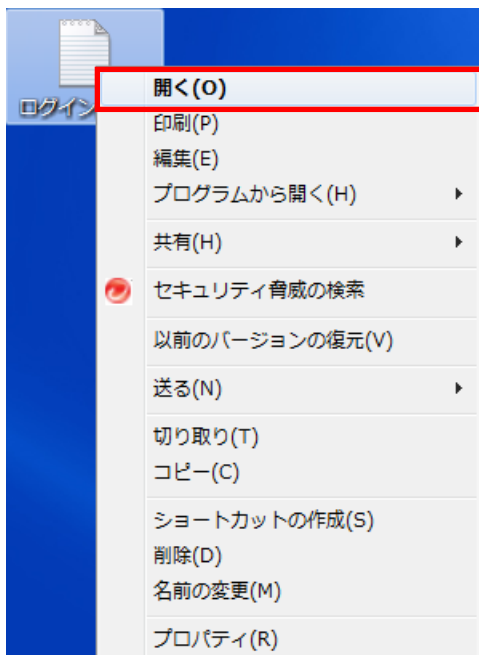 ログイン
開く(O)
印刷(P)
編集(E)
プログラムから開く(H)
共有(H)
セキュリティ脅威の検索
以前のバージョンの復元(V)
送る(N)
切り取り(T)
コピー(C)
ショートカットの作成(S)
削除(D)
名前の変更(M)
プロパティ(R)